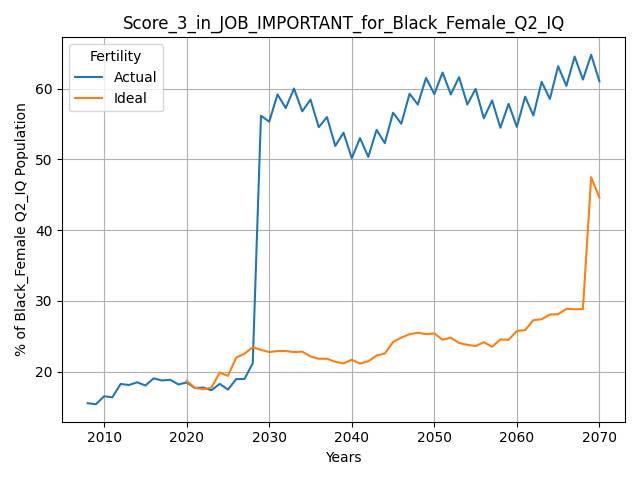 Score_3_in_JOB_IMPORTANT_for_Black_Female_Q2_IQ
Fertility
Actual
Ideal
% of Black_Female Q2_IQ Population
60
50
40
30
20
2010 2020 2030 2040 2050 2060 2070
Years